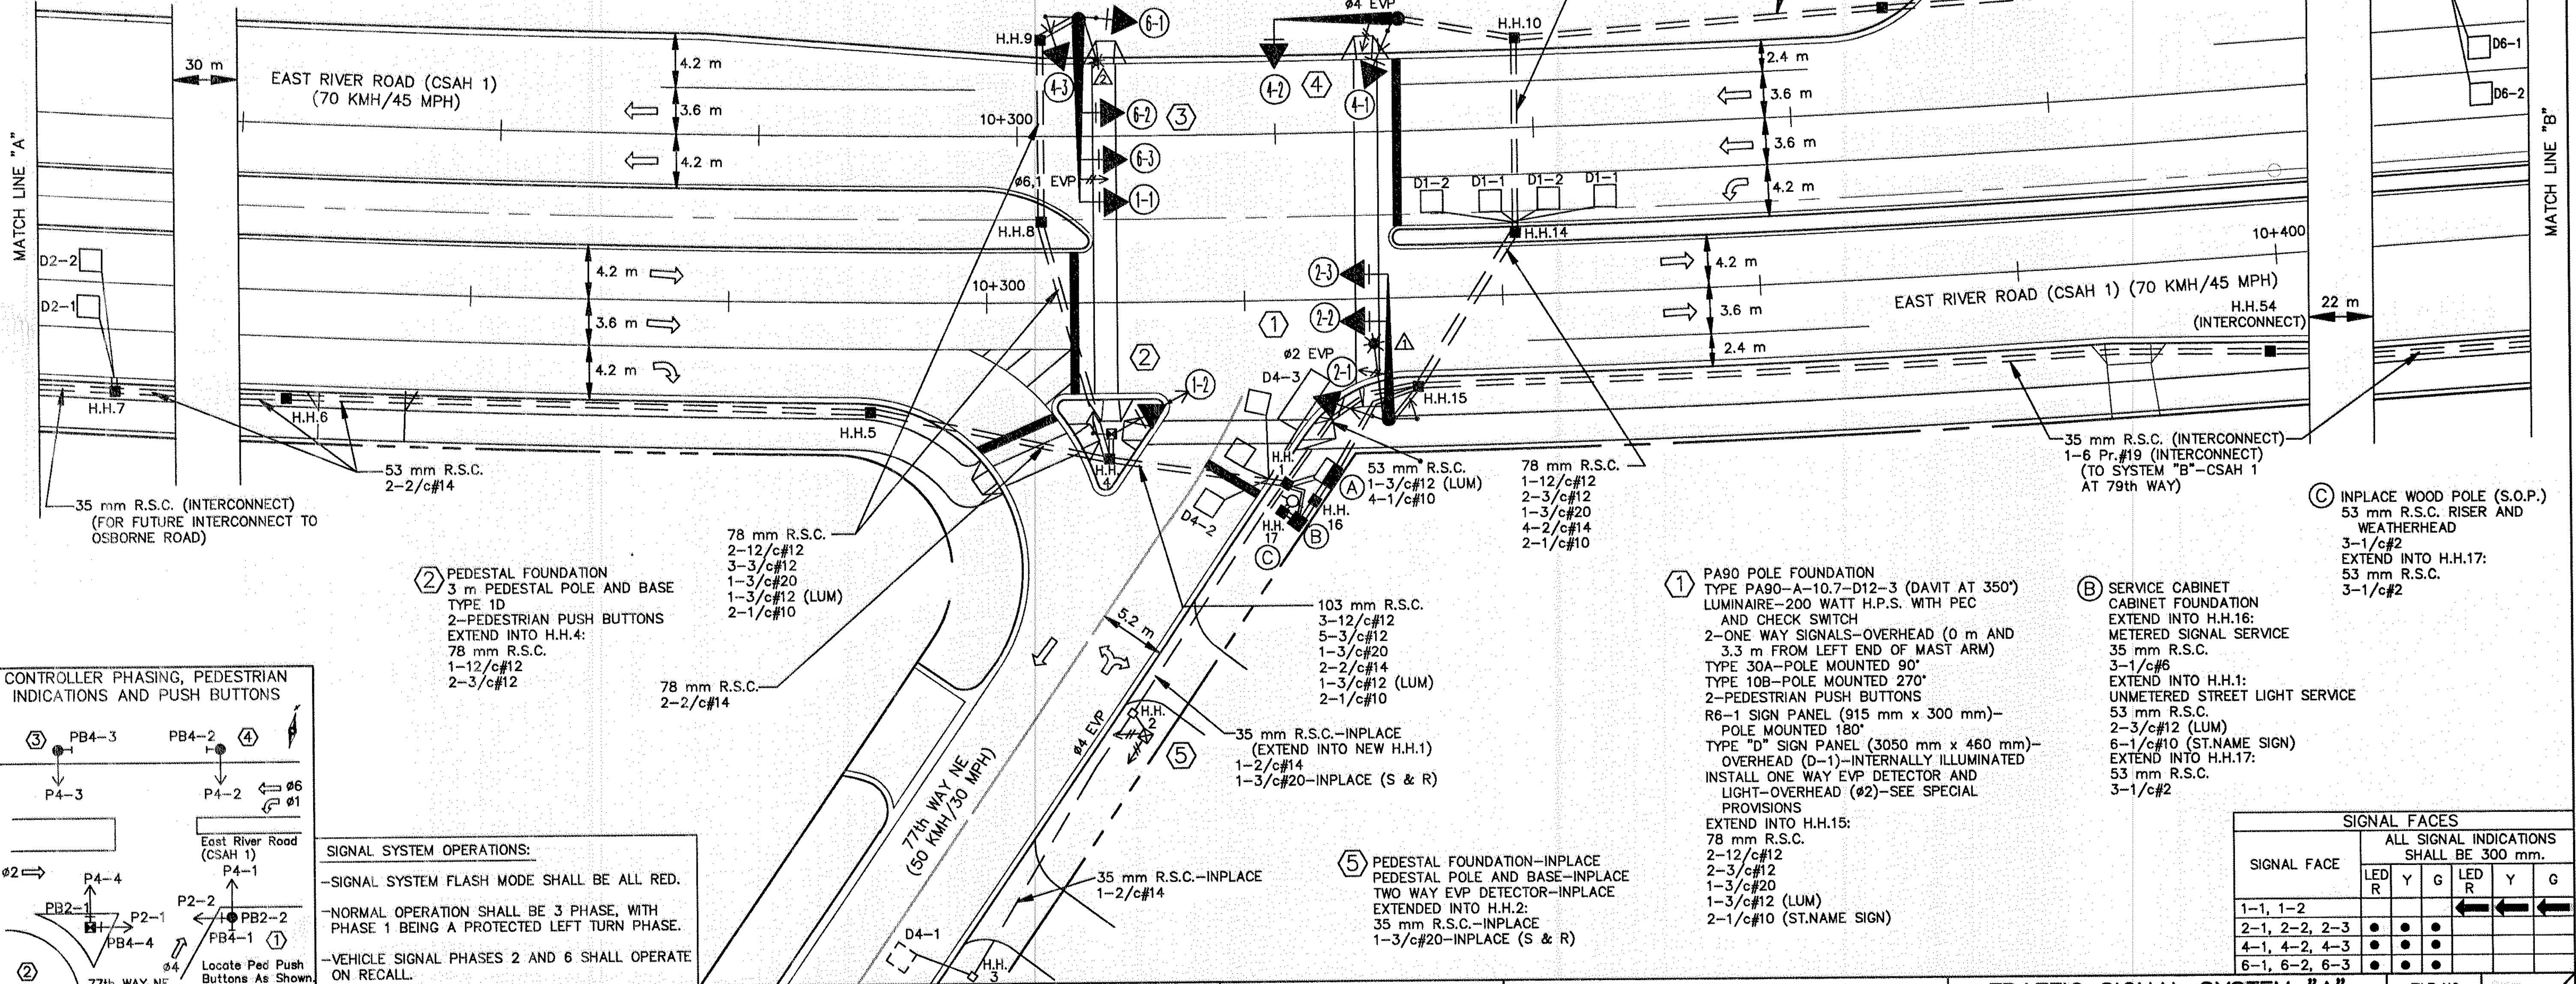 ø4 EVP
6-1
H.H.9
H.H.10
30 m
EAST RIVER ROAD (CSAH 1)
(70 KMH/45 MPH)
4.2 m
3.6 m
4.2 m
4-3
2
4-2
4
4-1
2.4 m
3.6 m
3.6 m
4.2 m
D6-1
D6-2
MATCH LINE "A"
MATCH LINE "B"
10+300
6-2
3
6-3
ø6,1 EVP
1-1
D1-2
D1-1
D1-2
D1-1
H.H.8
H.H.14
10+400
D2-2
D2-1
4.2 m
3.6 m
4.2 m
10+300
2-3
2-2
1
1
ø2 EVP
2-1
4.2 m
3.6 m
2.4 m
EAST RIVER ROAD (CSAH 1) (70 KMH/45 MPH)
H.H.54
(INTERCONNECT)
22 m
2
1-2
D4-3
H.H.15
H.H.7
H.H.6
H.H.5
H.H.
4
H.H.
1
D4-2
A
H.H.
16
H.H.
17
B
C
53 mm R.S.C.
2-2/c#14
35 mm R.S.C. (INTERCONNECT)
(FOR FUTURE INTERCONNECT TO
OSBORNE ROAD)
53 mm R.S.C.
1-3/c#12 (LUM)
4-1/c#10
78 mm R.S.C.
1-12/c#12
2-3/c#12
1-3/c#20
4-2/c#14
2-1/c#10
35 mm R.S.C. (INTERCONNECT)
1-6 Pr.#19 (INTERCONNECT)
(TO SYSTEM "B"-CSAH 1
AT 79th WAY)
C INPLACE WOOD POLE (S.O.P.)
53 mm R.S.C. RISER AND
WEATHERHEAD
3-1/c#2
EXTEND INTO H.H.17:
53 mm R.S.C.
3-1/c#2
78 mm R.S.C.
2-12/c#12
3-3/c#12
1-3/c#20
1-3/c#12 (LUM)
2-1/c#10
2 PEDESTAL FOUNDATION
3 m PEDESTAL POLE AND BASE
TYPE 1D
2-PEDESTRIAN PUSH BUTTONS
EXTEND INTO H.H.4:
78 mm R.S.C.
1-12/c#12
2-3/c#12
78 mm R.S.C.
2-2/c#14
5.2 m
103 mm R.S.C.
3-12/c#12
5-3/c#12
1-3/c#20
2-2/c#14
1-3/c#12 (LUM)
2-1/c#10
H.H.
2
ø4 EVP
5
35 mm R.S.C.-INPLACE
(EXTEND INTO NEW H.H.1)
1-2/c#14
1-3/c#20-INPLACE (S & R)
77th WAY NE
(50 KMH/30 MPH)
35 mm R.S.C.-INPLACE
1-2/c#14
D4-1
H.H.
3
5 PEDESTAL FOUNDATION-INPLACE
PEDESTAL POLE AND BASE-INPLACE
TWO WAY EVP DETECTOR-INPLACE
EXTENDED INTO H.H.2:
35 mm R.S.C.-INPLACE
1-3/c#20-INPLACE (S & R)
1 PA90 POLE FOUNDATION
TYPE PA90-A-10.7-D12-3 (DAVIT AT 350°)
LUMINAIRE-200 WATT H.P.S. WITH PEC
AND CHECK SWITCH
2-ONE WAY SIGNALS-OVERHEAD (0 m AND
3.3 m FROM LEFT END OF MAST ARM)
TYPE 30A-POLE MOUNTED 90°
TYPE 10B-POLE MOUNTED 270°
2-PEDESTRIAN PUSH BUTTONS
R6-1 SIGN PANEL (915 mm x 300 mm)-
POLE MOUNTED 180°
TYPE "D" SIGN PANEL (3050 mm x 460 mm)-
OVERHEAD (D-1)-INTERNALLY ILLUMINATED
INSTALL ONE WAY EVP DETECTOR AND
LIGHT-OVERHEAD (ø2)-SEE SPECIAL
PROVISIONS
EXTEND INTO H.H.15:
78 mm R.S.C.
2-12/c#12
2-3/c#12
1-3/c#20
1-3/c#12 (LUM)
2-1/c#10 (ST.NAME SIGN)
B SERVICE CABINET
CABINET FOUNDATION
EXTEND INTO H.H.16:
METERED SIGNAL SERVICE
35 mm R.S.C.
3-1/c#6
EXTEND INTO H.H.1:
UNMETERED STREET LIGHT SERVICE
53 mm R.S.C.
2-3/c#12 (LUM)
6-1/c#10 (ST.NAME SIGN)
EXTEND INTO H.H.17:
53 mm R.S.C.
3-1/c#2
CONTROLLER PHASING, PEDESTRIAN
INDICATIONS AND PUSH BUTTONS
3 PB4-3 PB4-2 4
P4-3 P4-2 ø6
ø1
East River Road
(CSAH 1)
ø2
P4-4 P4-1
PB2-1 P2-1 P2-2 PB2-2
PB4-4 PB4-1 1
2 ø4
Locate Ped Push
Buttons As Shown.
77th WAY NE
SIGNAL SYSTEM OPERATIONS:
-SIGNAL SYSTEM FLASH MODE SHALL BE ALL RED.
-NORMAL OPERATION SHALL BE 3 PHASE, WITH
PHASE 1 BEING A PROTECTED LEFT TURN PHASE.
-VEHICLE SIGNAL PHASES 2 AND 6 SHALL OPERATE
ON RECALL.
SIGNAL FACES
SIGNAL FACE
ALL SIGNAL INDICATIONS
SHALL BE 300 mm.
LED R Y G LED R Y G
1-1, 1-2
2-1, 2-2, 2-3
4-1, 4-2, 4-3
6-1, 6-2, 6-3
TRAFFIC SIGNAL SYSTEM "A"